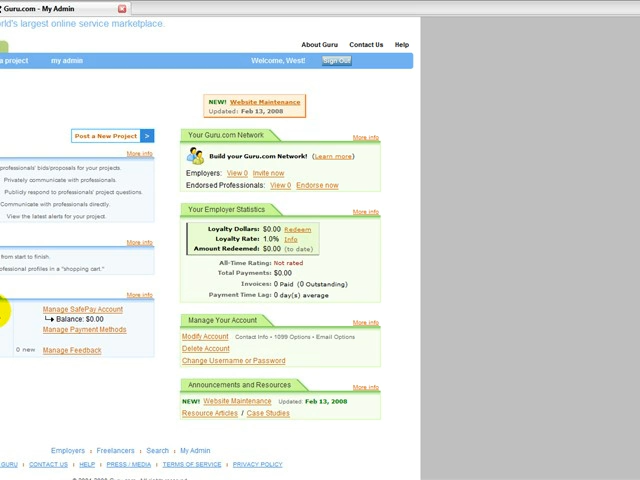 Guru.com - My Admin
world's largest online service marketplace.
About Guru Contact Us Help
a project my admin Welcome, West! Sign Out
NEW! Website Maintenance
Updated: Feb 13, 2008
Post a New Project >
More info
professionals' bids/proposals for your projects.
Privately communicate with professionals.
Publicly respond to professionals' project questions.
Communicate with professionals directly.
View the latest alerts for your project.
More info
from start to finish.
professional profiles in a "shopping cart."
More info
Manage SafePay Account
Balance: $0.00
Manage Payment Methods
0 new Manage Feedback
Your Guru.com Network More info
Build your Guru.com Network! (Learn more)
Employers: View 0 Invite now
Endorsed Professionals: View 0 Endorse now
Your Employer Statistics More info
Loyalty Dollars: $0.00 Redeem
Loyalty Rate: 1.0% Info
Amount Redeemed: $0.00 (to date)
All-Time Rating: Not rated
Total Payments: $0.00
Invoices: 0 Paid (0 Outstanding)
Payment Time Lag: 0 day(s) average
Manage Your Account More info
Modify Account Contact Info • 1099 Options • Email Options
Delete Account
Change Username or Password
Announcements and Resources More info
NEW! Website Maintenance Updated: Feb 13, 2008
Resource Articles / Case Studies
Employers Freelancers Search My Admin
GURU CONTACT US HELP PRESS / MEDIA TERMS OF SERVICE PRIVACY POLICY